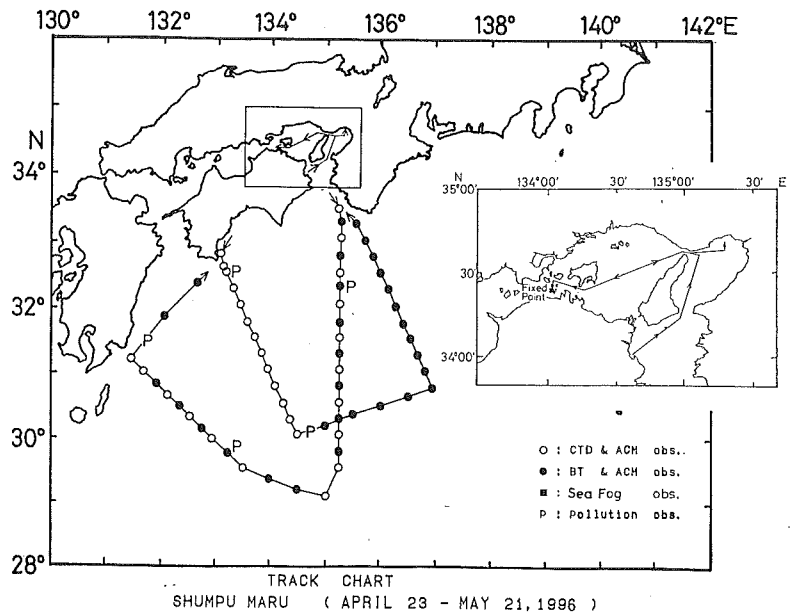 130° 132° 134° 136° 138° 140° 142°E
N
34°
32°
30°
28°
N
35°00'
134°00' 30' 135°00' 30' E
30'
34°00'
Fixed
Point
P
P
P
P
P
○ : CTD & ACM obs.
● : BT & ACM obs.
■ : Sea Fog obs.
P : Pollution obs.
TRACK CHART
SHUMPU MARU ( APRIL 23 - MAY 21, 1996 )